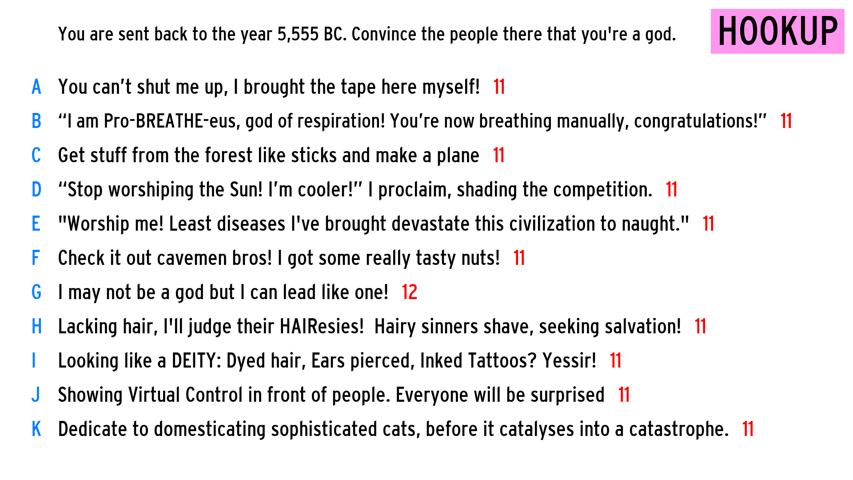 You are sent back to the year 5,555 BC. Convince the people there that you're a god.
HOOKUP
A You can’t shut me up, I brought the tape here myself! 11
B “I am Pro-BREATHE-eus, god of respiration! You’re now breathing manually, congratulations!” 11
C Get stuff from the forest like sticks and make a plane 11
D “Stop worshiping the Sun! I’m cooler!” I proclaim, shading the competition. 11
E "Worship me! Least diseases I've brought devastate this civilization to naught." 11
F Check it out cavemen bros! I got some really tasty nuts! 11
G I may not be a god but I can lead like one! 12
H Lacking hair, I'll judge their HAIResies! Hairy sinners shave, seeking salvation! 11
I Looking like a DEITY: Dyed hair, Ears pierced, Inked Tattoos? Yessir! 11
J Showing Virtual Control in front of people. Everyone will be surprised 11
K Dedicate to domesticating sophisticated cats, before it catalyses into a catastrophe. 11